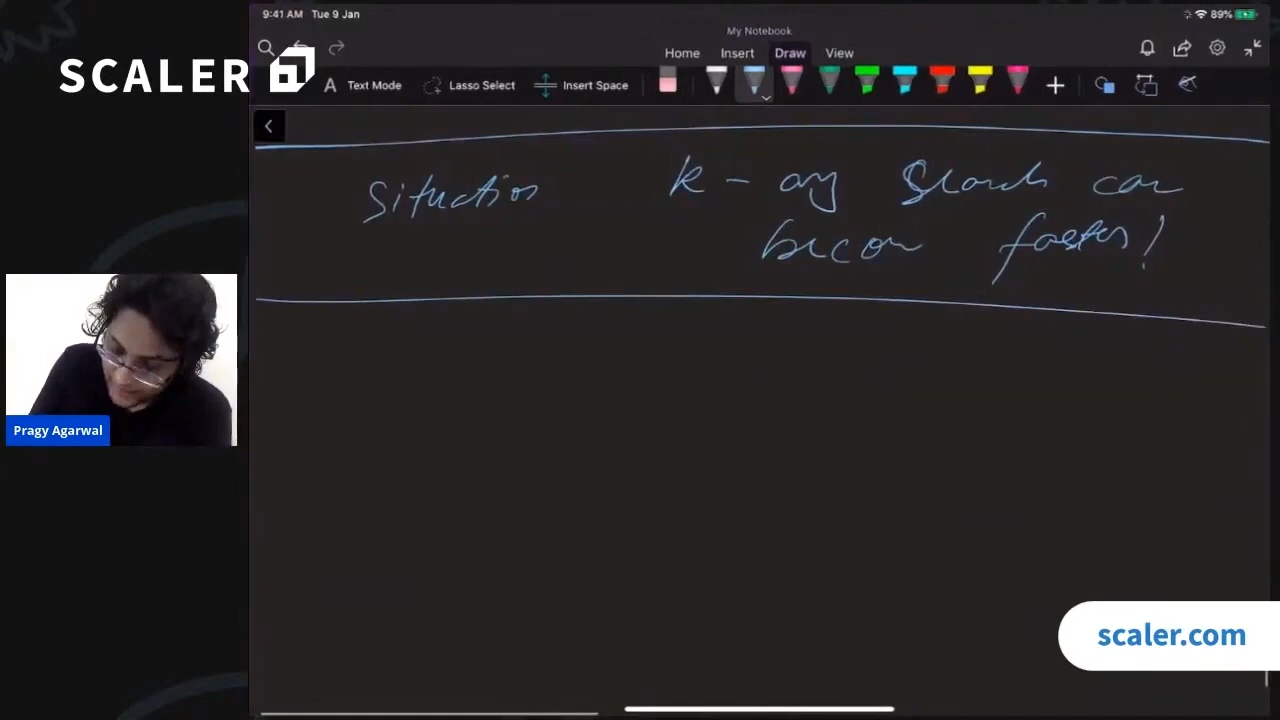 9:41 AM Tue 9 Jan
89%
My Notebook
Home Insert Draw View
SCALER
A Text Mode Lasso Select Insert Space
Situation k - ary Search can
become faster!
Pragy Agarwal
scaler.com